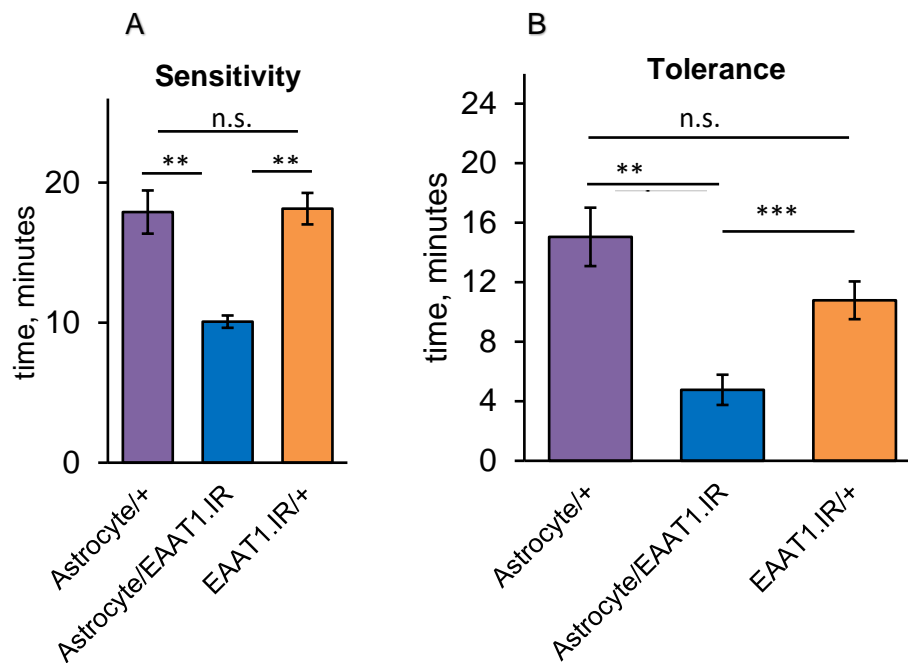 A
Sensitivity
n.s.
**
**
20
10
0
time, minutes
Astrocyte/+
Astrocyte/EAAT1.IR
EAAT1.IR/+
B
Tolerance
n.s.
**
***
24
20
16
12
8
4
0
time, minutes
Astrocyte/+
Astrocyte/EAAT1.IR
EAAT1.IR/+